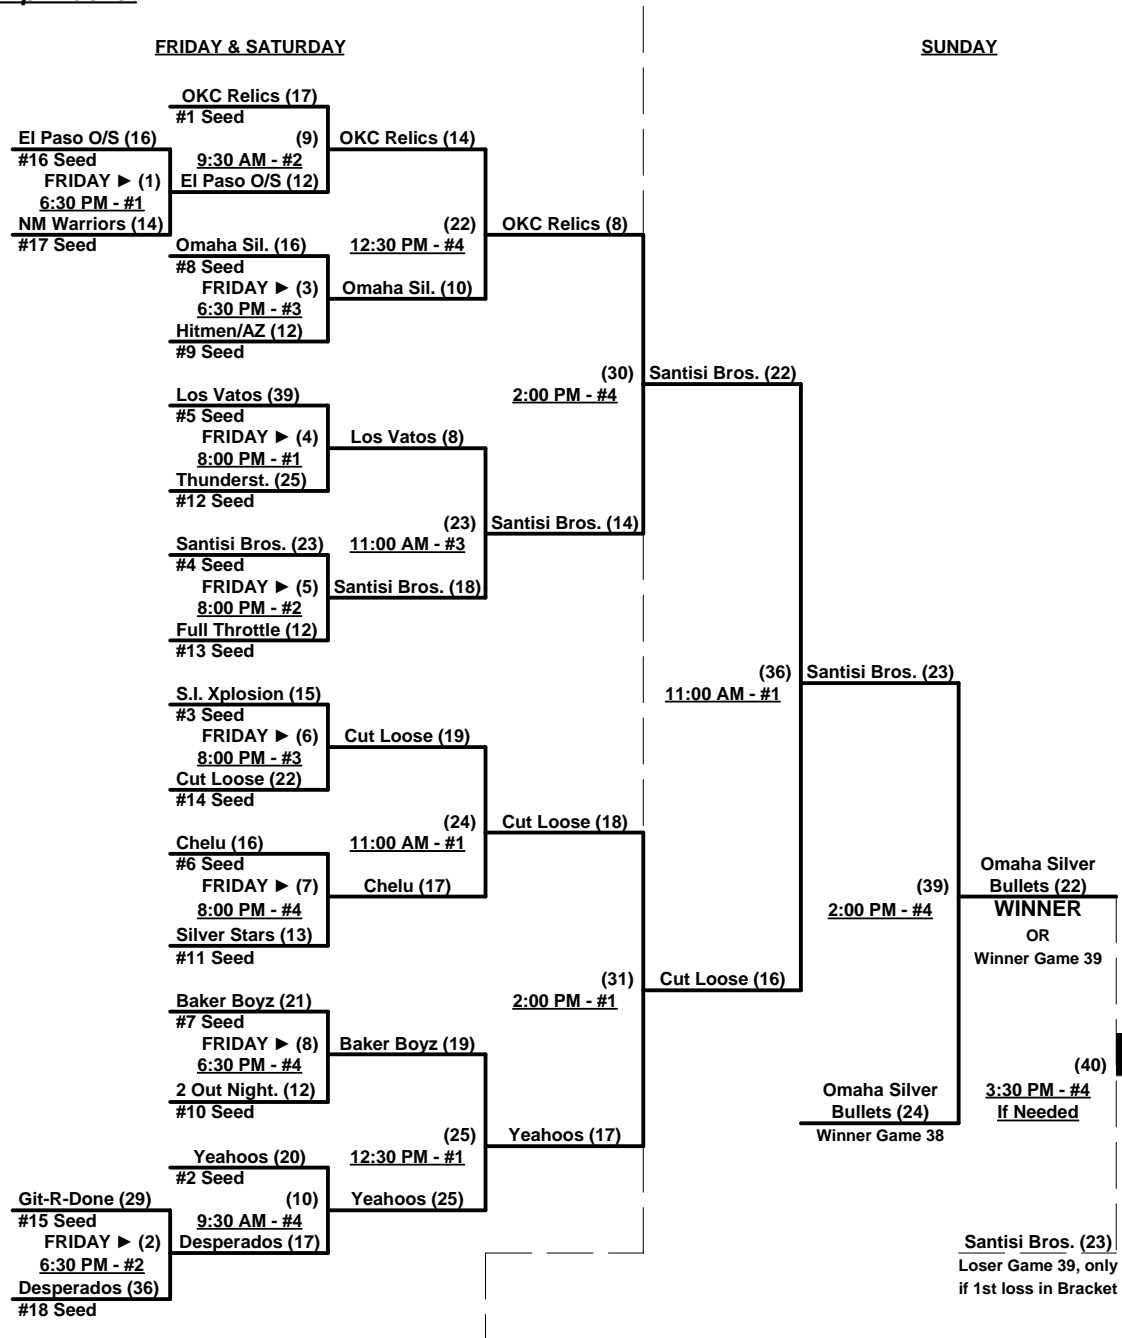 FRIDAY & SATURDAY
SUNDAY
OKC Relics (17)
#1 Seed
El Paso O/S (16)
(9)
OKC Relics (14)
#16 Seed
9:30 AM - #2
FRIDAY ► (1)
El Paso O/S (12)
6:30 PM - #1
NM Warriors (14)
(22)
OKC Relics (8)
#17 Seed
Omaha Sil. (16)
12:30 PM - #4
#8 Seed
FRIDAY ► (3)
Omaha Sil. (10)
6:30 PM - #3
Hitmen/AZ (12)
#9 Seed
(30)
Santisi Bros. (22)
Los Vatos (39)
2:00 PM - #4
#5 Seed
FRIDAY ► (4)
Los Vatos (8)
8:00 PM - #1
Thunderst. (25)
#12 Seed
(23)
Santisi Bros. (14)
Santisi Bros. (23)
11:00 AM - #3
#4 Seed
FRIDAY ► (5)
Santisi Bros. (18)
8:00 PM - #2
Full Throttle (12)
#13 Seed
(36)
Santisi Bros. (23)
S.I. Xplosion (15)
11:00 AM - #1
#3 Seed
FRIDAY ► (6)
Cut Loose (19)
8:00 PM - #3
Cut Loose (22)
#14 Seed
(24)
Cut Loose (18)
Chelu (16)
11:00 AM - #1
#6 Seed
Omaha Silver
FRIDAY ► (7)
Chelu (17)
(39)
Bullets (22)
8:00 PM - #4
2:00 PM - #4
WINNER
Silver Stars (13)
OR
#11 Seed
Winner Game 39
(31)
Cut Loose (16)
Baker Boyz (21)
2:00 PM - #1
#7 Seed
FRIDAY ► (8)
Baker Boyz (19)
6:30 PM - #4
(40)
2 Out Night. (12)
Omaha Silver
3:30 PM - #4
#10 Seed
Bullets (24)
If Needed
(25)
Yeahoos (17)
Winner Game 38
Yeahoos (20)
12:30 PM - #1
#2 Seed
Git-R-Done (29)
(10)
Yeahoos (25)
#15 Seed
9:30 AM - #4
FRIDAY ► (2)
Desperados (17)
Santisi Bros. (23)
6:30 PM - #2
Loser Game 39, only
Desperados (36)
if 1st loss in Bracket
#18 Seed